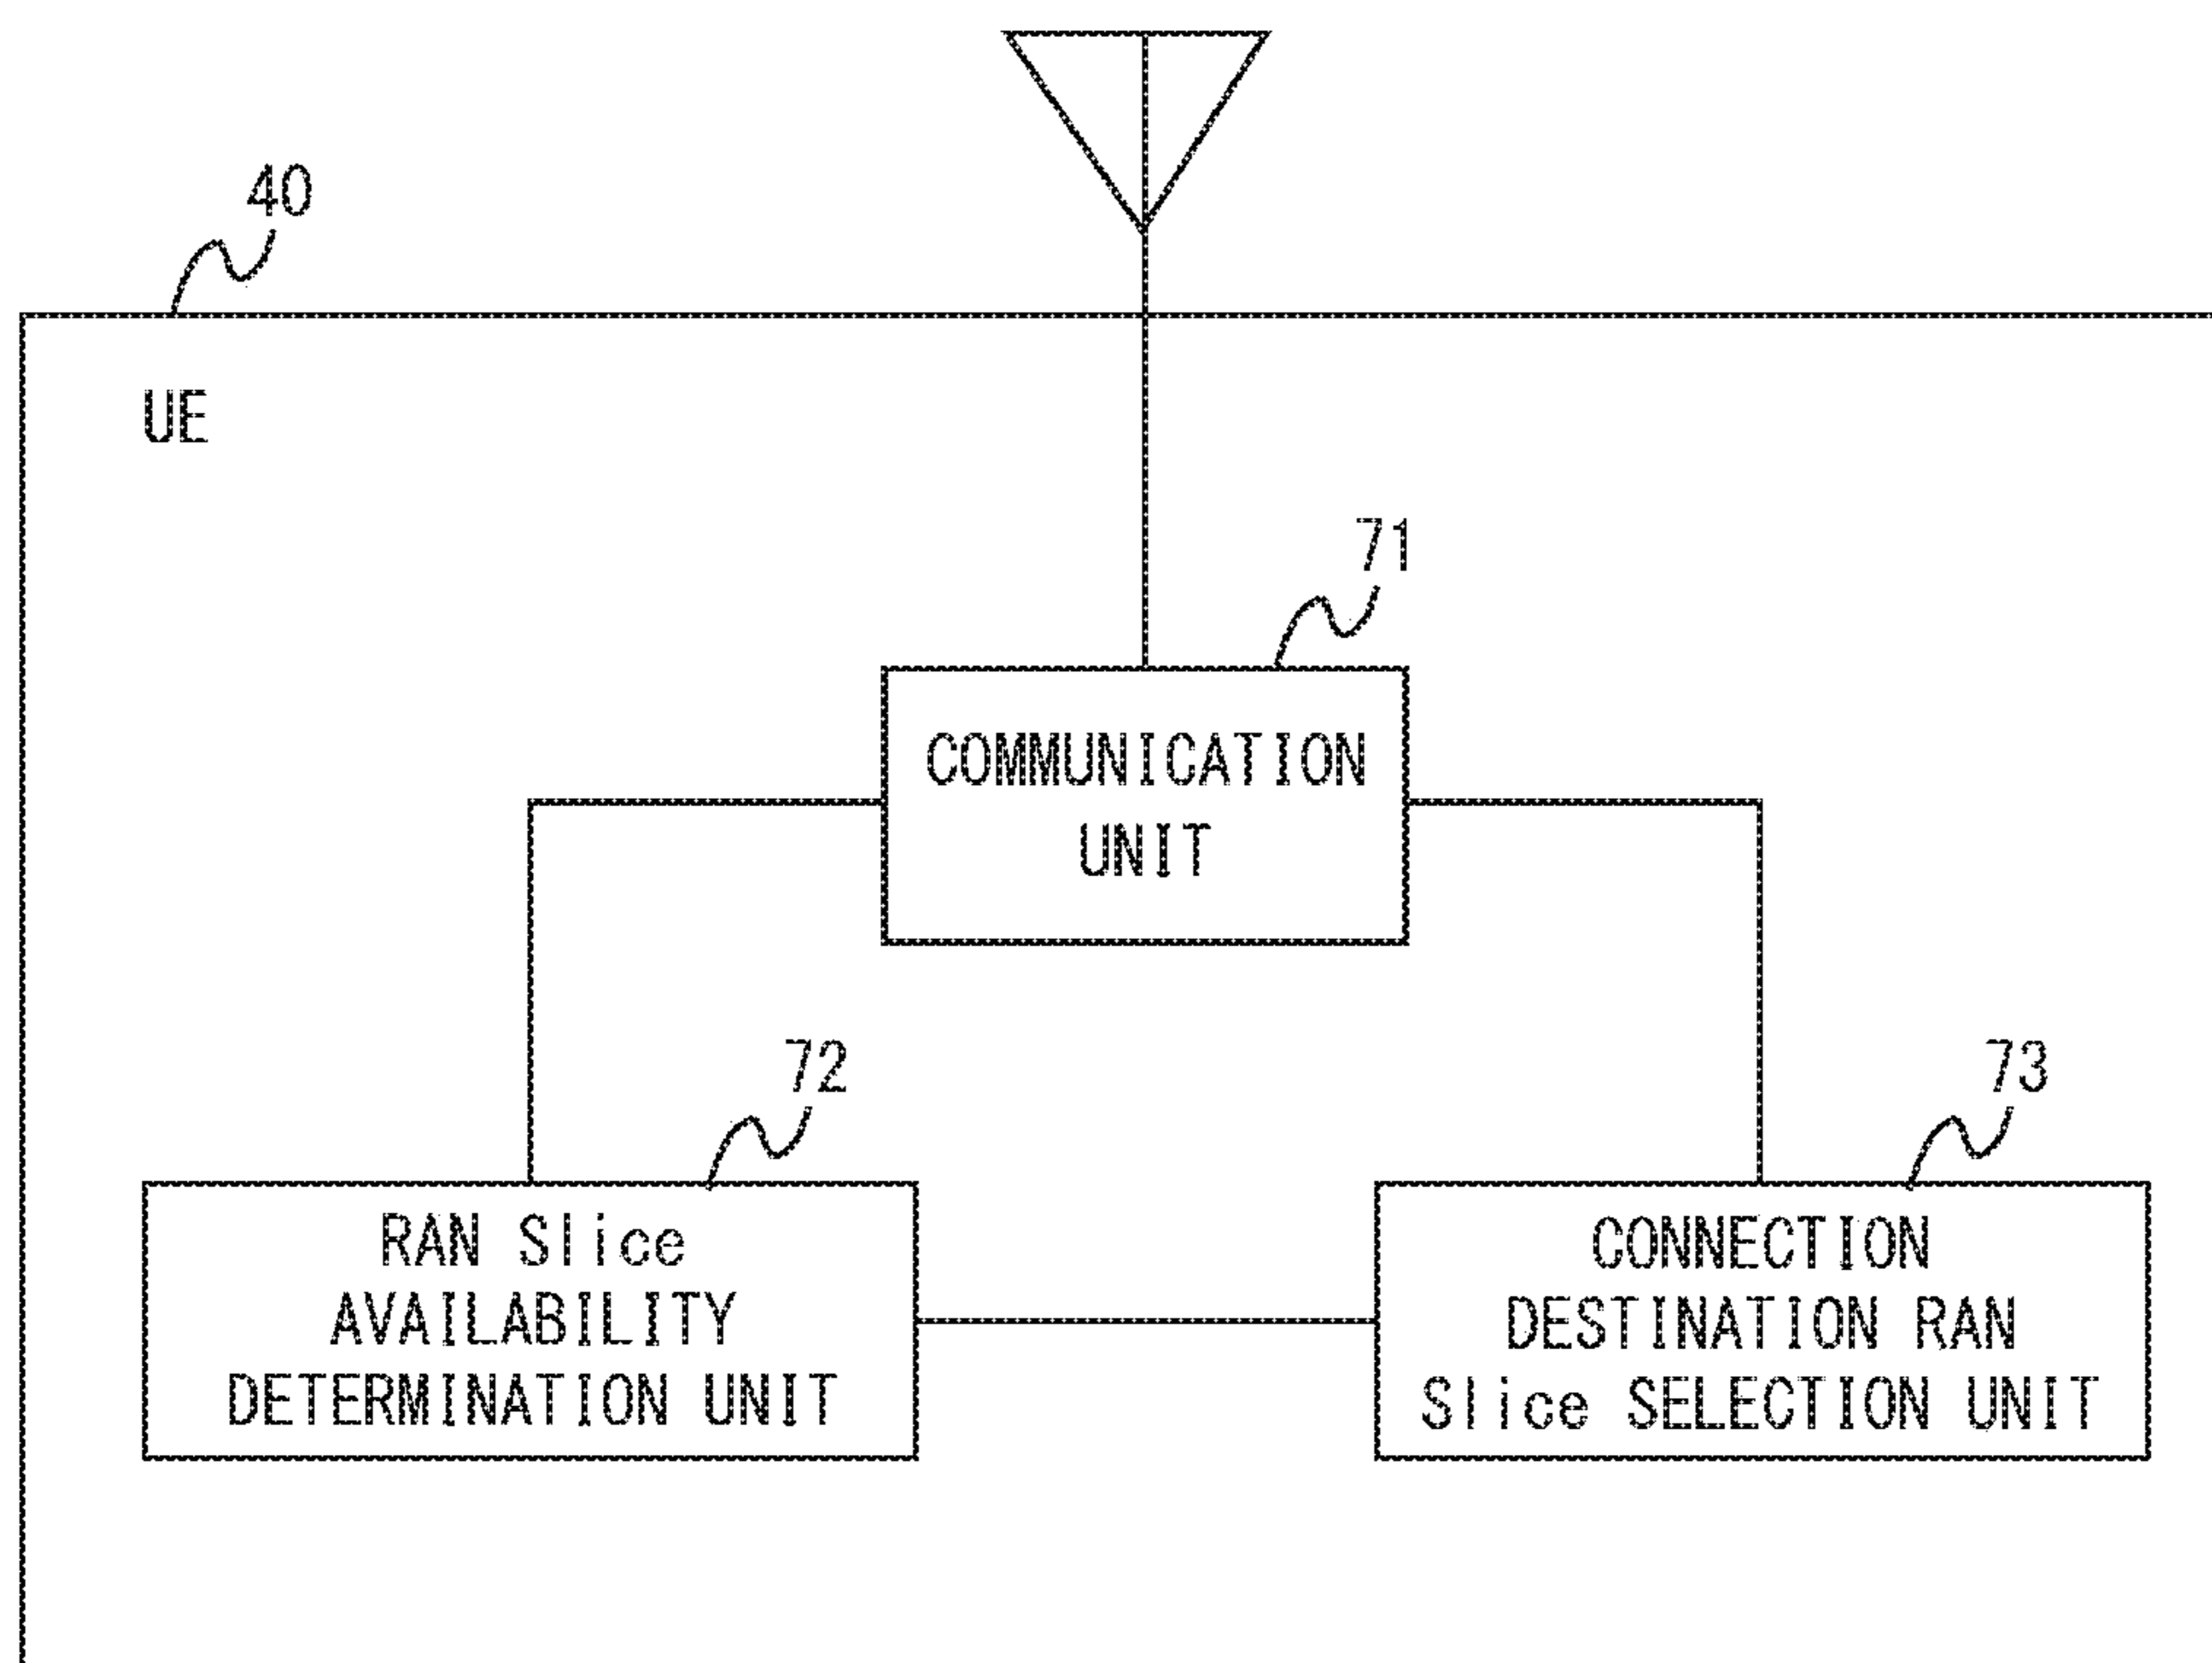 40
UE
71
COMMUNICATION
UNIT
72
RAN Slice
AVAILABILITY
DETERMINATION UNIT
73
CONNECTION
DESTINATION RAN
Slice SELECTION UNIT